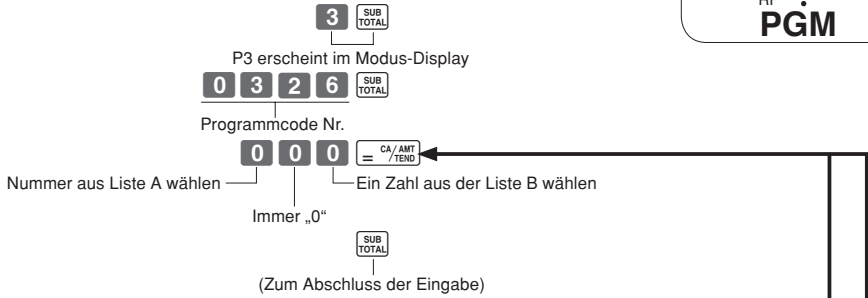 3 SUB TOTAL
RF
PGM
P3 erscheint im Modus-Display
0 3 2 6 SUB TOTAL
Programmcode Nr.
0 0 0 = CA/AMT /TEND
Nummer aus Liste A wählen
Ein Zahl aus der Liste B wählen
Immer „0“
SUB TOTAL
(Zum Abschluss der Eingabe)